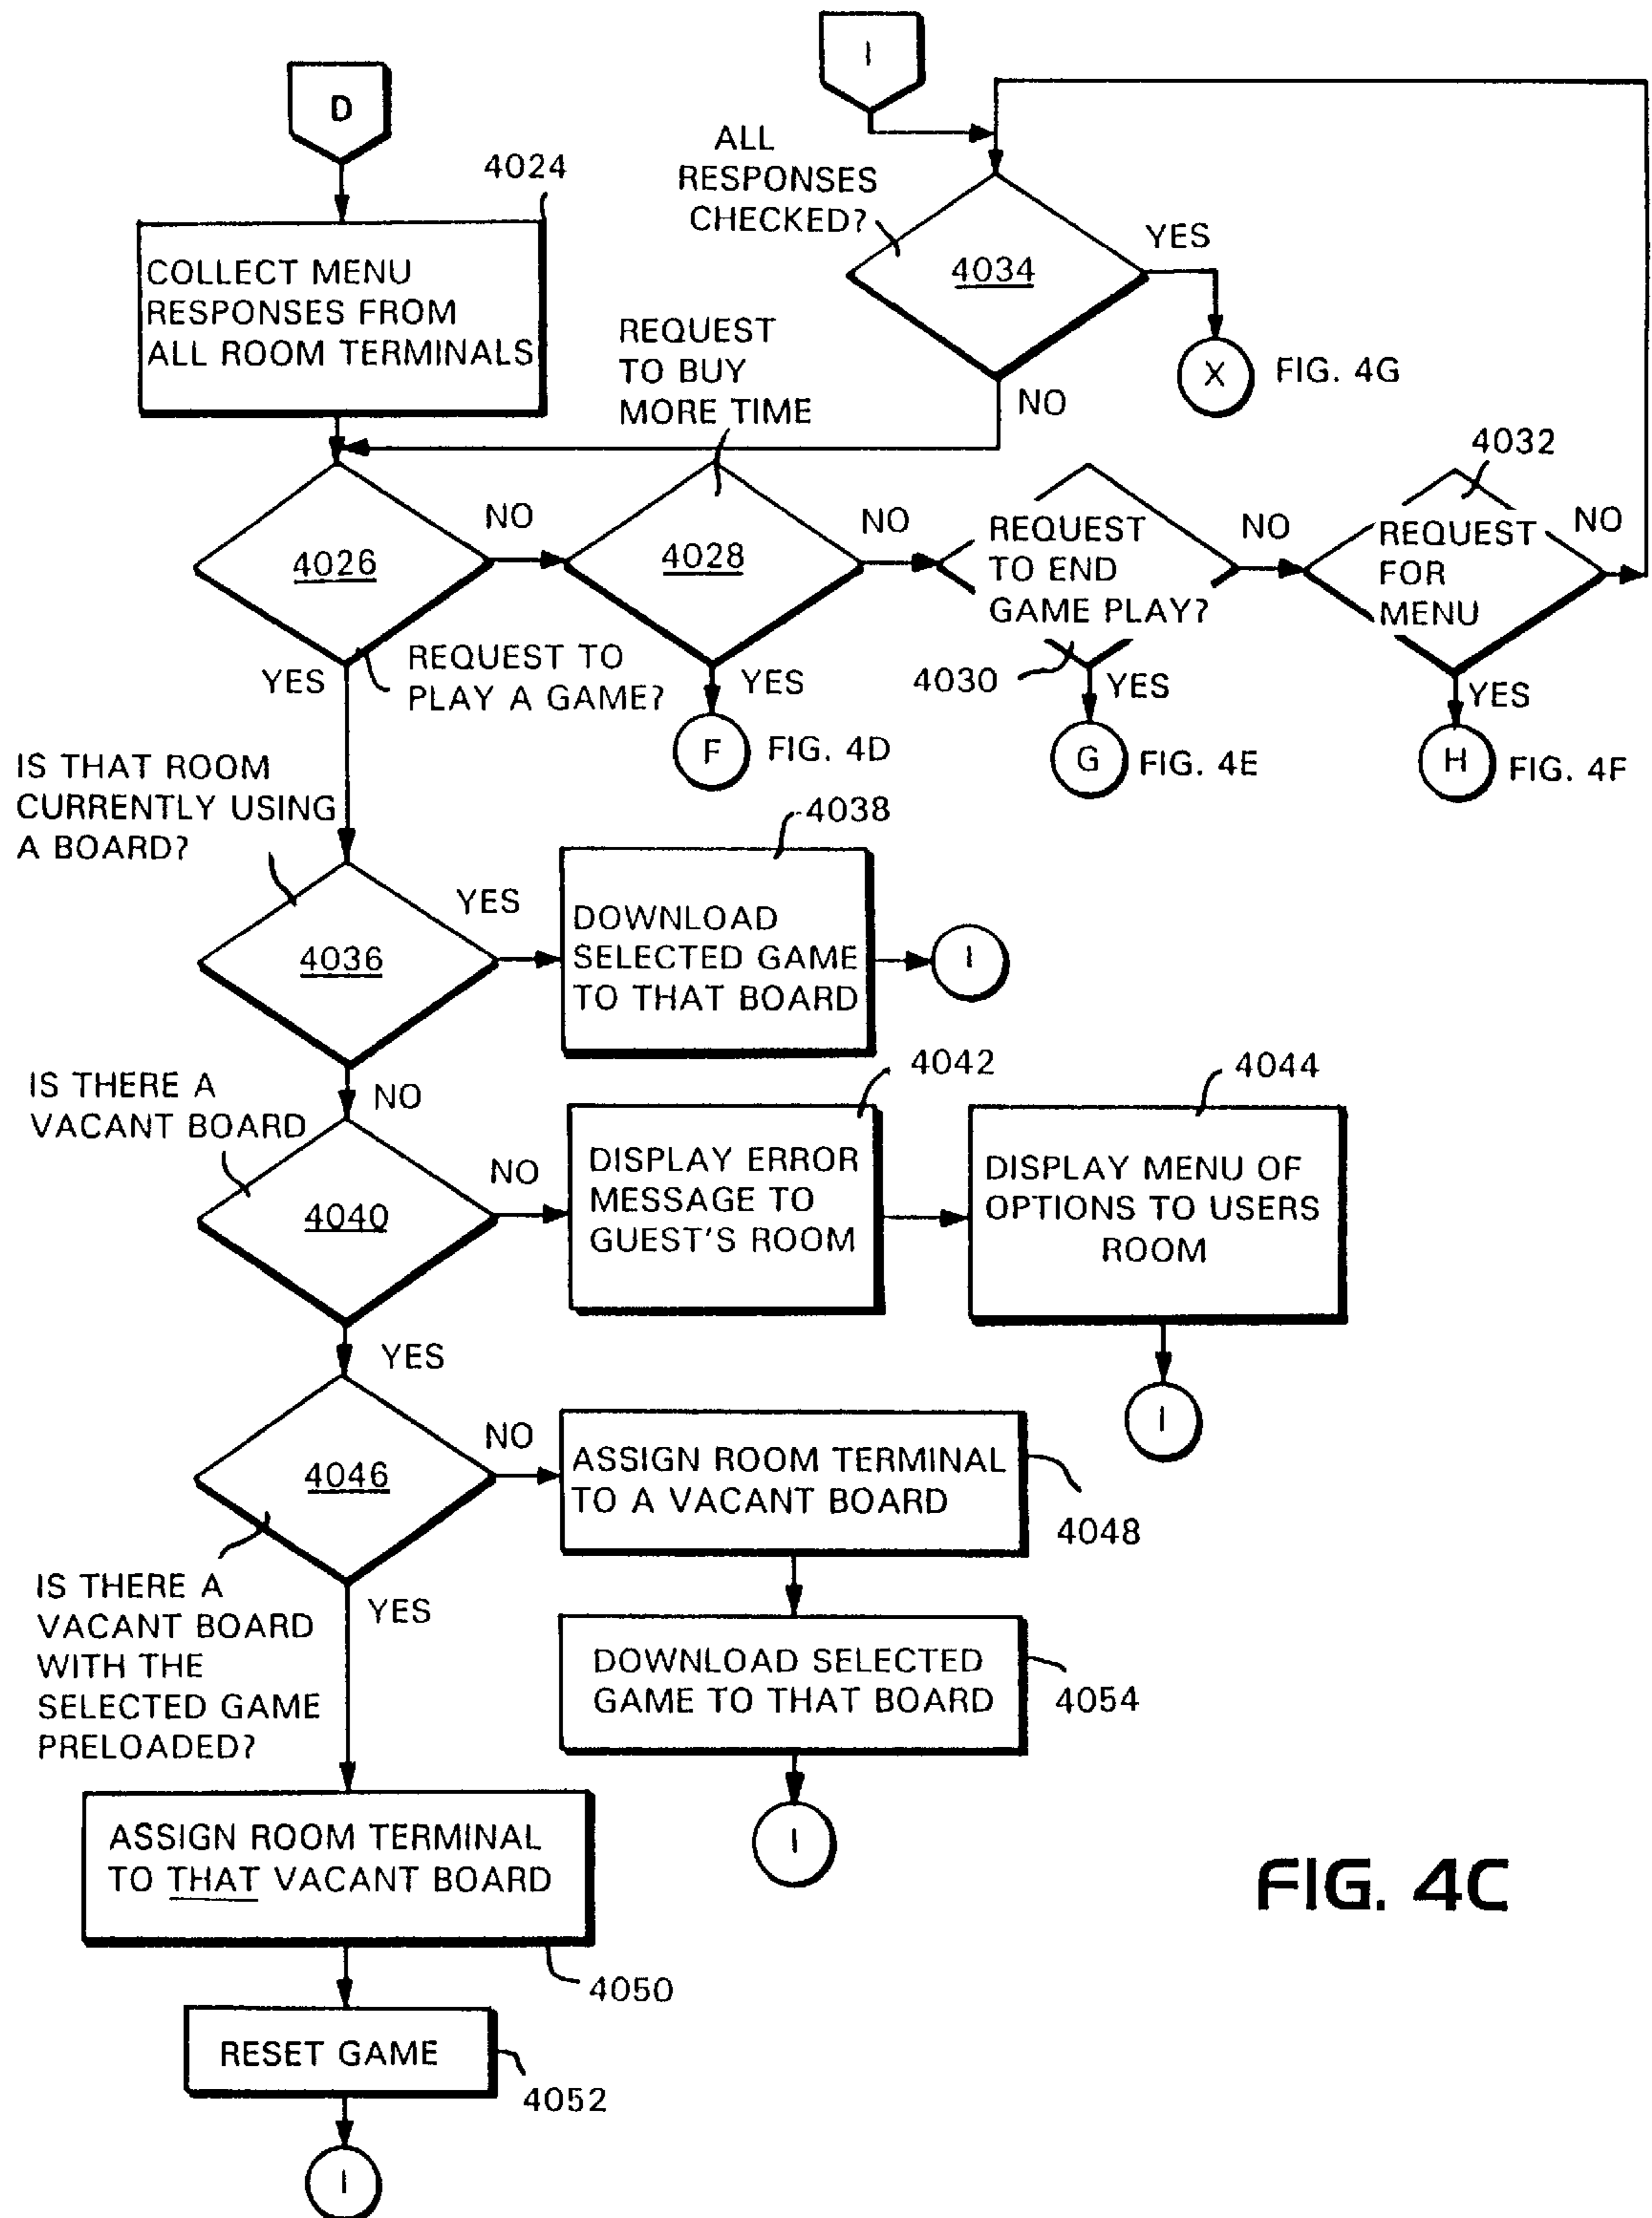 I
D
4024
COLLECT MENU
RESPONSES FROM
ALL ROOM TERMINALS
ALL
RESPONSES
CHECKED?
4034
YES
X
FIG. 4G
NO
REQUEST
TO BUY
MORE TIME
4026
NO
4028
NO
REQUEST
TO END
GAME PLAY?
4030
NO
4032
REQUEST
FOR
MENU
NO
YES
REQUEST TO
PLAY A GAME?
YES
F
FIG. 4D
YES
G
FIG. 4E
YES
H
FIG. 4F
IS THAT ROOM
CURRENTLY USING
A BOARD?
4036
YES
4038
DOWNLOAD
SELECTED GAME
TO THAT BOARD
I
NO
IS THERE A
VACANT BOARD
4040
NO
4042
DISPLAY ERROR
MESSAGE TO
GUEST'S ROOM
4044
DISPLAY MENU OF
OPTIONS TO USERS
ROOM
I
YES
4046
NO
ASSIGN ROOM TERMINAL
TO A VACANT BOARD
4048
IS THERE A
VACANT BOARD
WITH THE
SELECTED GAME
PRELOADED?
YES
DOWNLOAD SELECTED
GAME TO THAT BOARD
4054
I
ASSIGN ROOM TERMINAL
TO THAT VACANT BOARD
4050
RESET GAME
4052
I
FIG. 4C